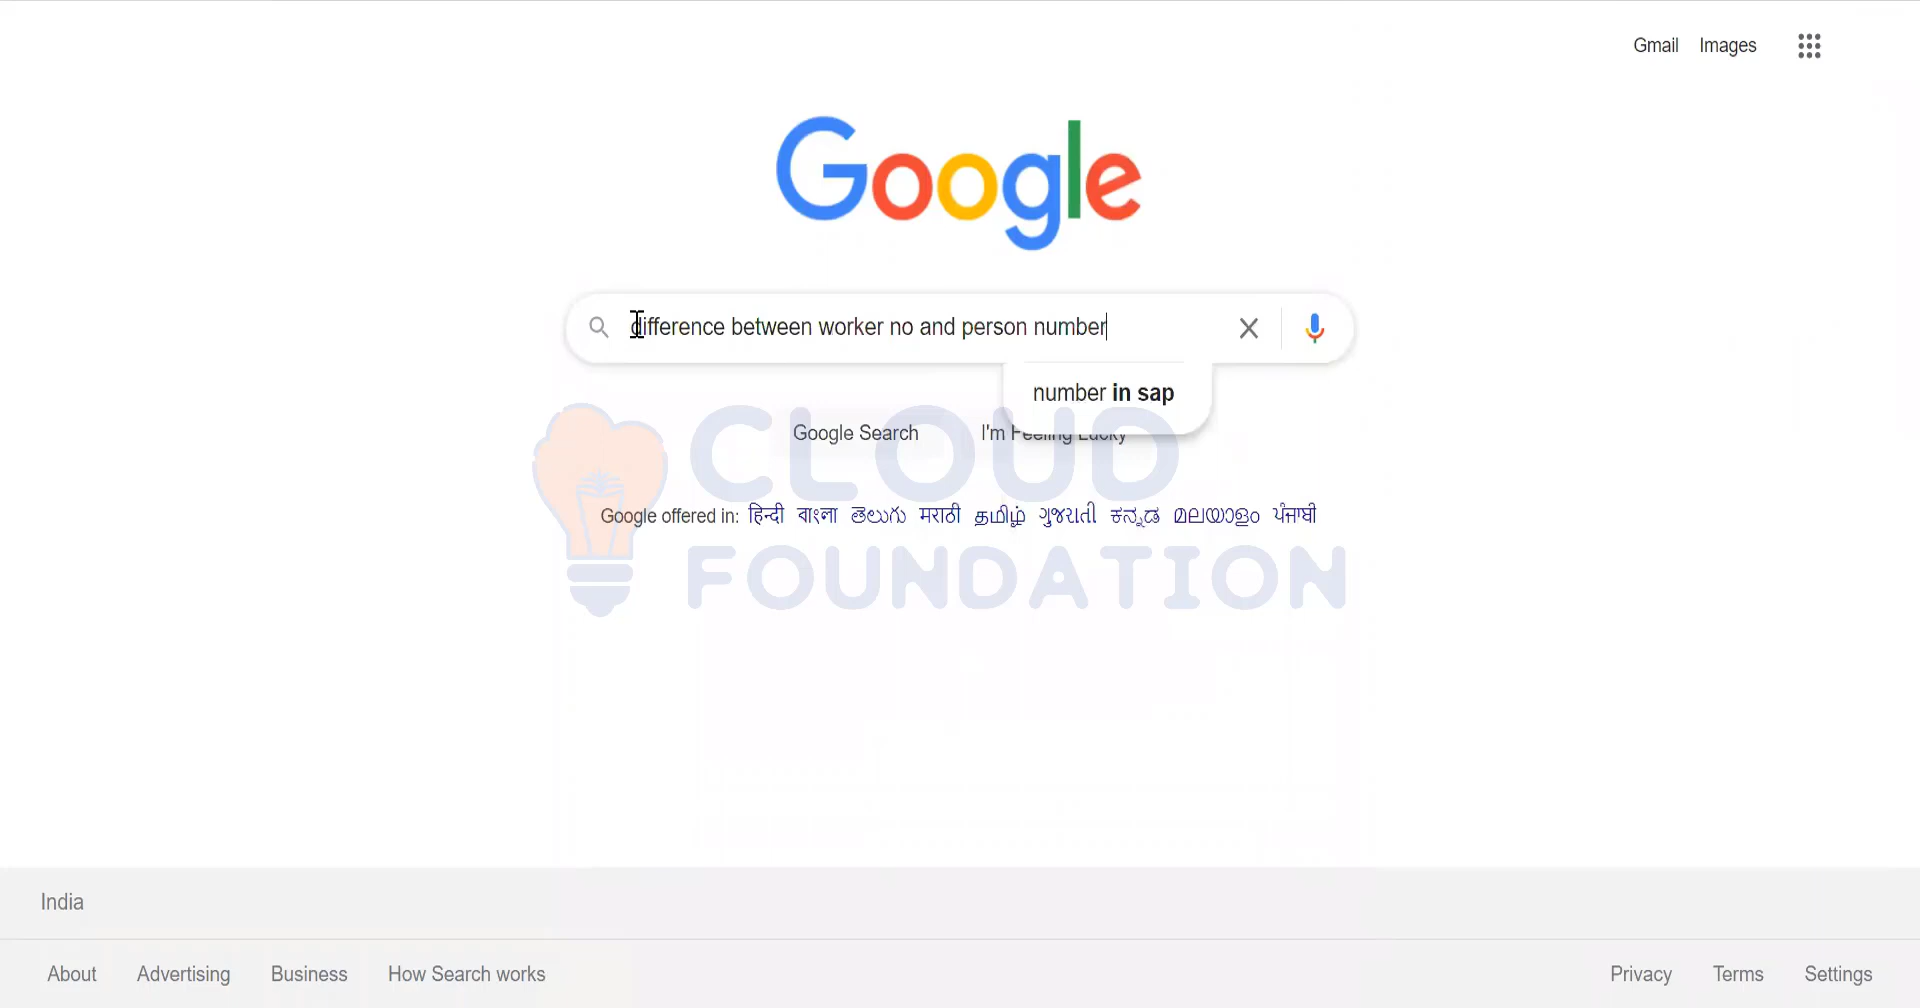 Gmail Images
Google
difference between worker no and person number
number in sap
Google Search I'm Feeling Lucky
CLOUD
Google offered in: हिन्दी বাংলা తెలుగు मराठी தமிழ் ગુજરાતી ಕನ್ನಡ മലയാളം ਪੰਜਾਬੀ
FOUNDATION
India
About Advertising Business How Search works Privacy Terms Settings